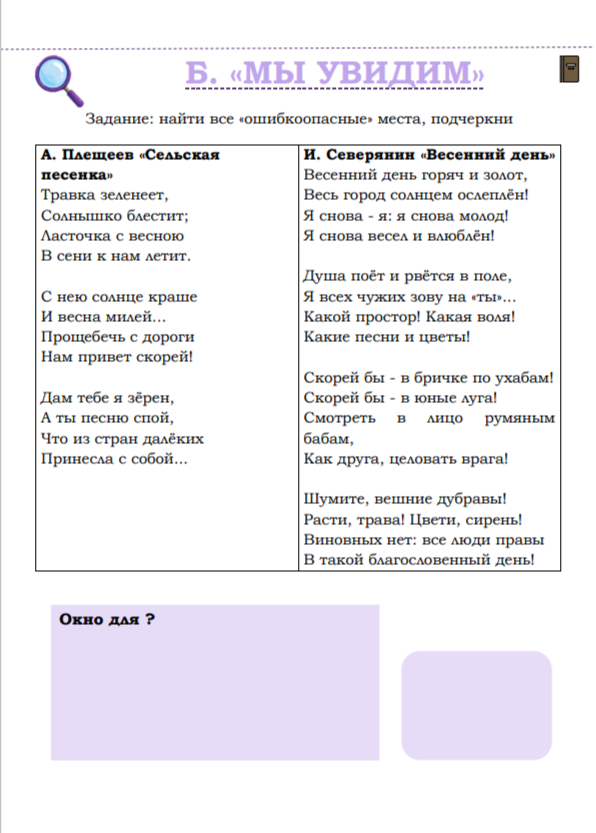 Б. «МЫ УВИДИМ»
Задание: найти все «ошибкоопасные» места, подчеркни
А. Плещеев «Сельская
песенка»
Травка зеленеет,
Солнышко блестит;
Ласточка с весною
В сени к нам летит.
С нею солнце краше
И весна милей...
Прощебечь с дороги
Нам привет скорей!
Дам тебе я зёрен,
А ты песню спой,
Что из стран далёких
Принесла с собой...
И. Северянин «Весенний день»
Весенний день горяч и золот,
Весь город солнцем ослеплён!
Я снова - я: я снова молод!
Я снова весел и влюблён!
Душа поёт и рвётся в поле,
Я всех чужих зову на «ты»...
Какой простор! Какая воля!
Какие песни и цветы!
Скорей бы - в бричке по ухабам!
Скорей бы - в юные луга!
Смотреть в лицо румяным
бабам,
Как друга, целовать врага!
Шумите, вешние дубравы!
Расти, трава! Цвети, сирень!
Виновных нет: все люди правы
В такой благословенный день!
Окно для ?